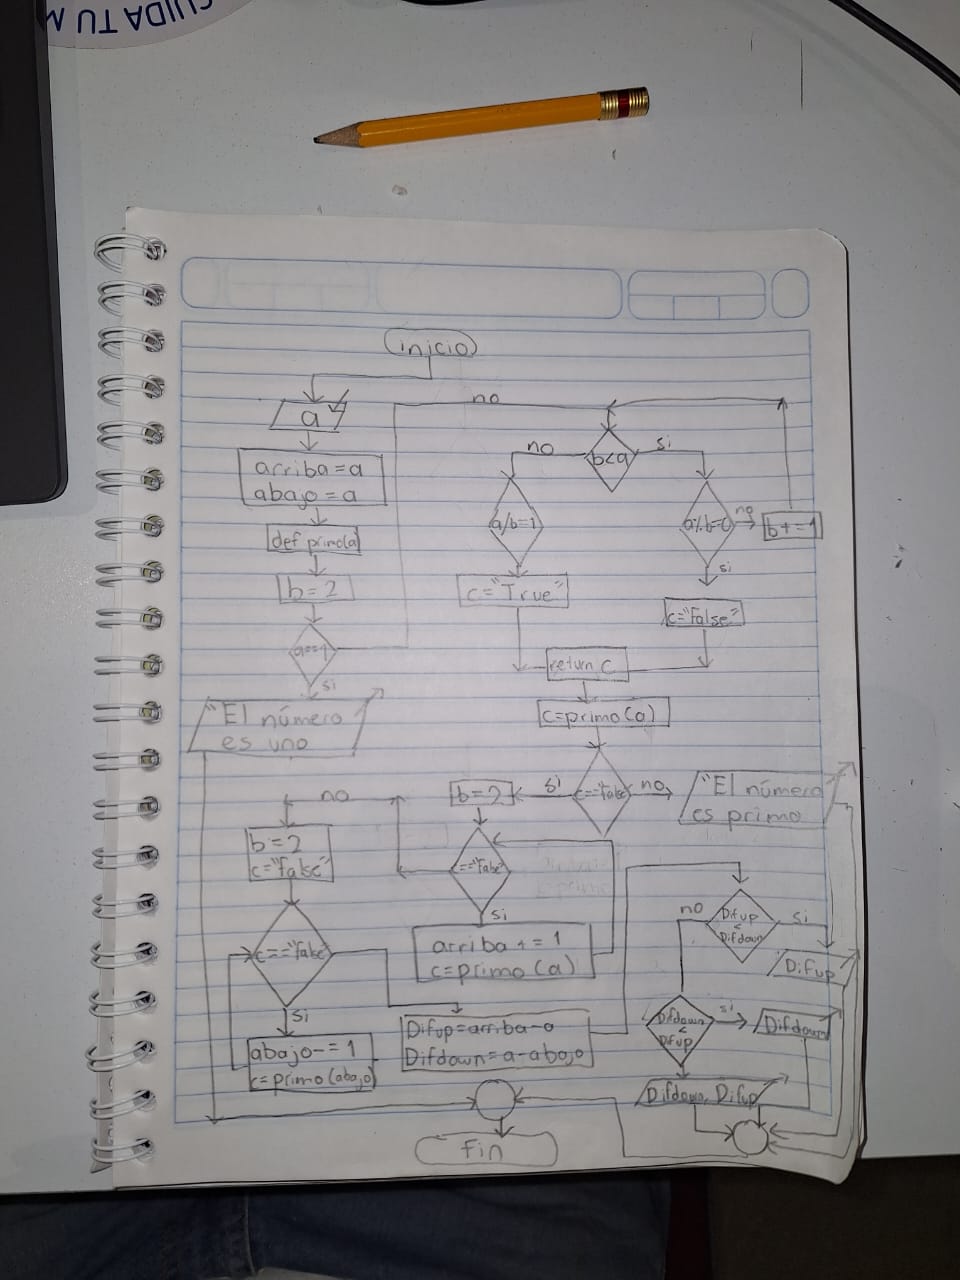 CUIDA TU M
inicio
a
arriba=a
abajo=a
def primo(a
b=2
a==1
no
si
"El número
es uno
b<a
no
si
a/b=1
a%b=0
no
b+=1
si
c="True"
c="False"
return c
c=primo(a)
c=="False"
si
no
"El número
es primo
b=2
no
c=="False"
si
arriba+=1
c=primo(a)
b=2
c="False"
c=="False"
si
abajo-=1
c=primo(abajo)
Difup=arriba-a
Difdown=a-abajo
Difup
<
Difdown
no
si
Difup
Difdown
<
Difup
si
Difdown
Difdown, Difup
Fin